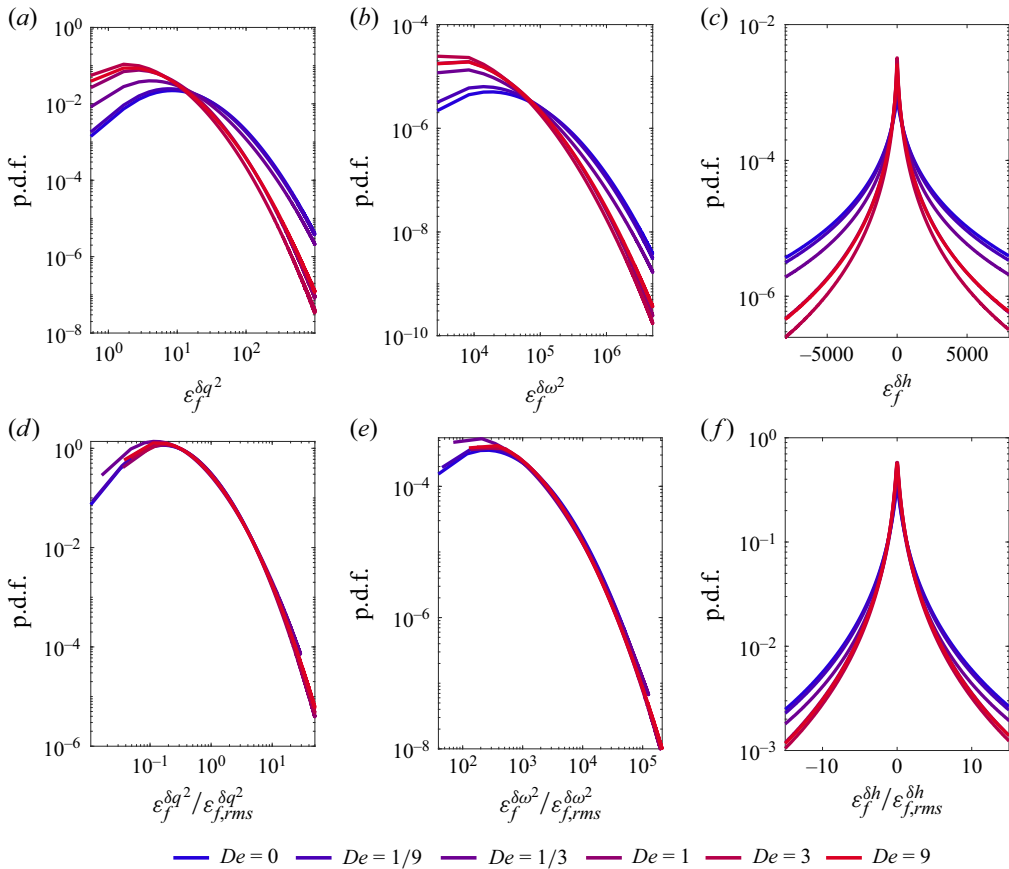 (a) (b) (c)
10^0 10^0 10^−2
10^−2 10^−2
10^−4 10^−4 10^−4
10^−6 10^−6 10^−6
10^−8 10^−8
10^−10
p.d.f. p.d.f. p.d.f.
10^0 10^1 10^2 10^4 10^5 10^6 −5000 0 5000
ε_f^{δq^2} ε_f^{δω^2} ε_f^{δh}
(d) (e) (f)
10^0 10^−4 10^0
10^−2 10^−6 10^−1
10^−4 10^−8 10^−2
10^−6 10^−3
p.d.f. p.d.f. p.d.f.
10^−1 10^0 10^1 10^2 10^3 10^4 10^5 −10 0 10
ε_f^{δq^2}/ε_{f,rms}^{δq^2} ε_f^{δω^2}/ε_{f,rms}^{δω^2} ε_f^{δh}/ε_{f,rms}^{δh}
De = 0 De = 1/9 De = 1/3 De = 1 De = 3 De = 9